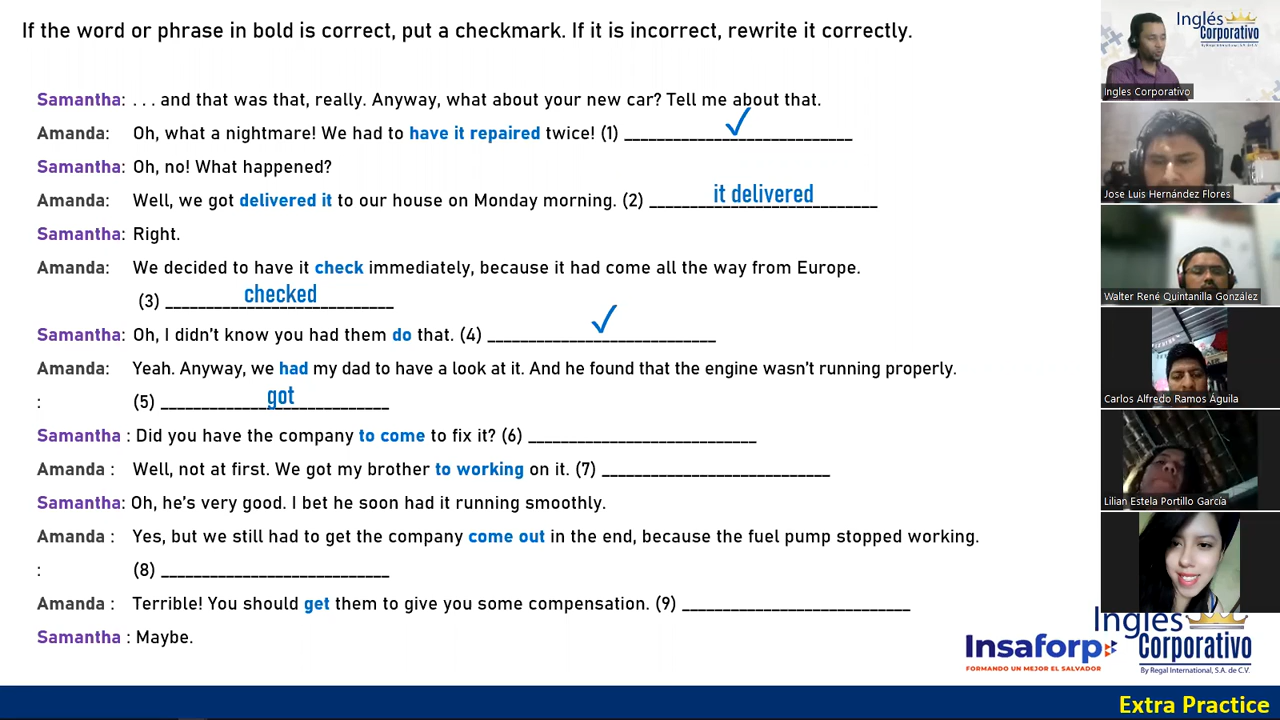 If the word or phrase in bold is correct, put a checkmark. If it is incorrect, rewrite it correctly.
Samantha: . . . and that was that, really. Anyway, what about your new car? Tell me about that.
Amanda: Oh, what a nightmare! We had to have it repaired twice! (1) ✓
Samantha: Oh, no! What happened?
Amanda: Well, we got delivered it to our house on Monday morning. (2) it delivered
Samantha: Right.
Amanda: We decided to have it check immediately, because it had come all the way from Europe.
(3) checked
Samantha: Oh, I didn't know you had them do that. (4) ✓
Amanda: Yeah. Anyway, we had my dad to have a look at it. And he found that the engine wasn't running properly.
: (5) got
Samantha : Did you have the company to come to fix it? (6)
Amanda : Well, not at first. We got my brother to working on it. (7)
Samantha: Oh, he's very good. I bet he soon had it running smoothly.
Amanda : Yes, but we still had to get the company come out in the end, because the fuel pump stopped working.
: (8)
Amanda : Terrible! You should get them to give you some compensation. (9)
Samantha : Maybe.
Inglés
Corporativo
By Regal International, S.A. de C.V.
Ingles Corporativo
Jose Luis Hernández Flores
Walter René Quintanilla González
Carlos Alfredo Ramos Águila
Lilian Estela Portillo García
Insaforp
FORMANDO UN MEJOR EL SALVADOR
Inglés
Corporativo
By Regal International, S.A. de C.V.
Extra Practice